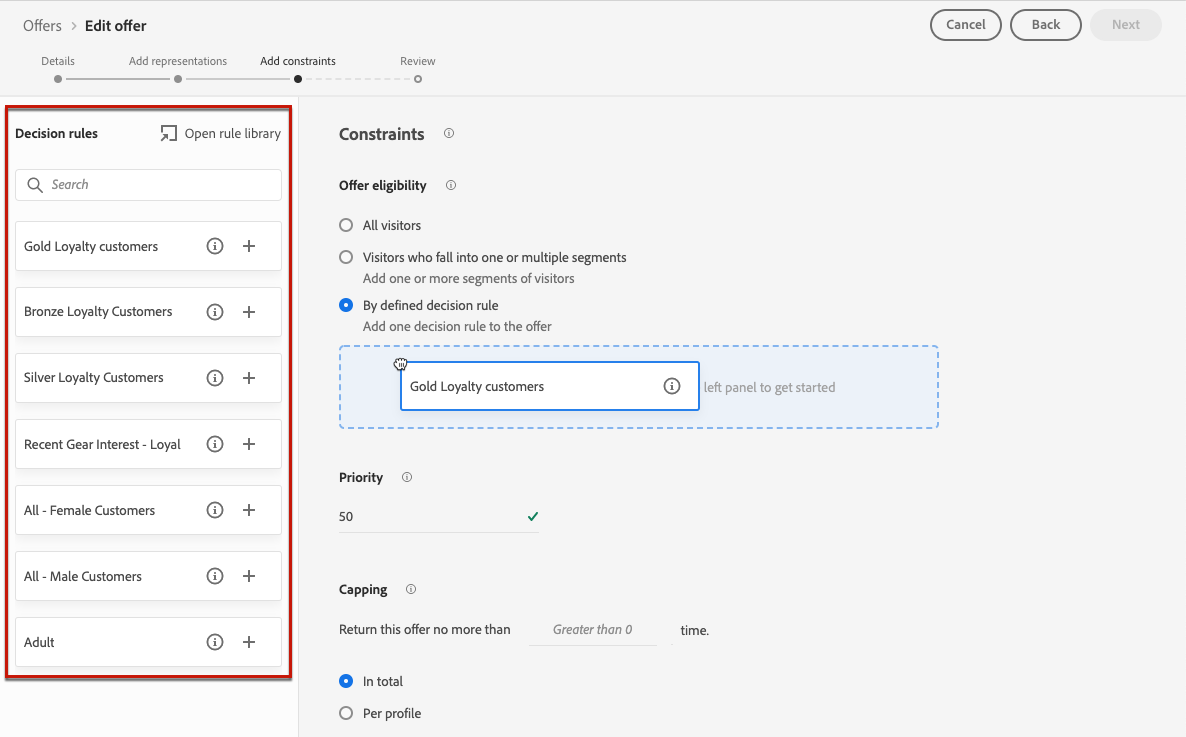 Offers > Edit offer
Cancel
Back
Next
Details
Add representations
Add constraints
Review
Decision rules
Open rule library
Search
Gold Loyalty customers
Bronze Loyalty Customers
Silver Loyalty Customers
Recent Gear Interest - Loyal
All - Female Customers
All - Male Customers
Adult
Constraints
Offer eligibility
All visitors
Visitors who fall into one or multiple segments
Add one or more segments of visitors
By defined decision rule
Add one decision rule to the offer
Gold Loyalty customers
left panel to get started
Priority
50
Capping
Return this offer no more than Greater than 0 time.
In total
Per profile